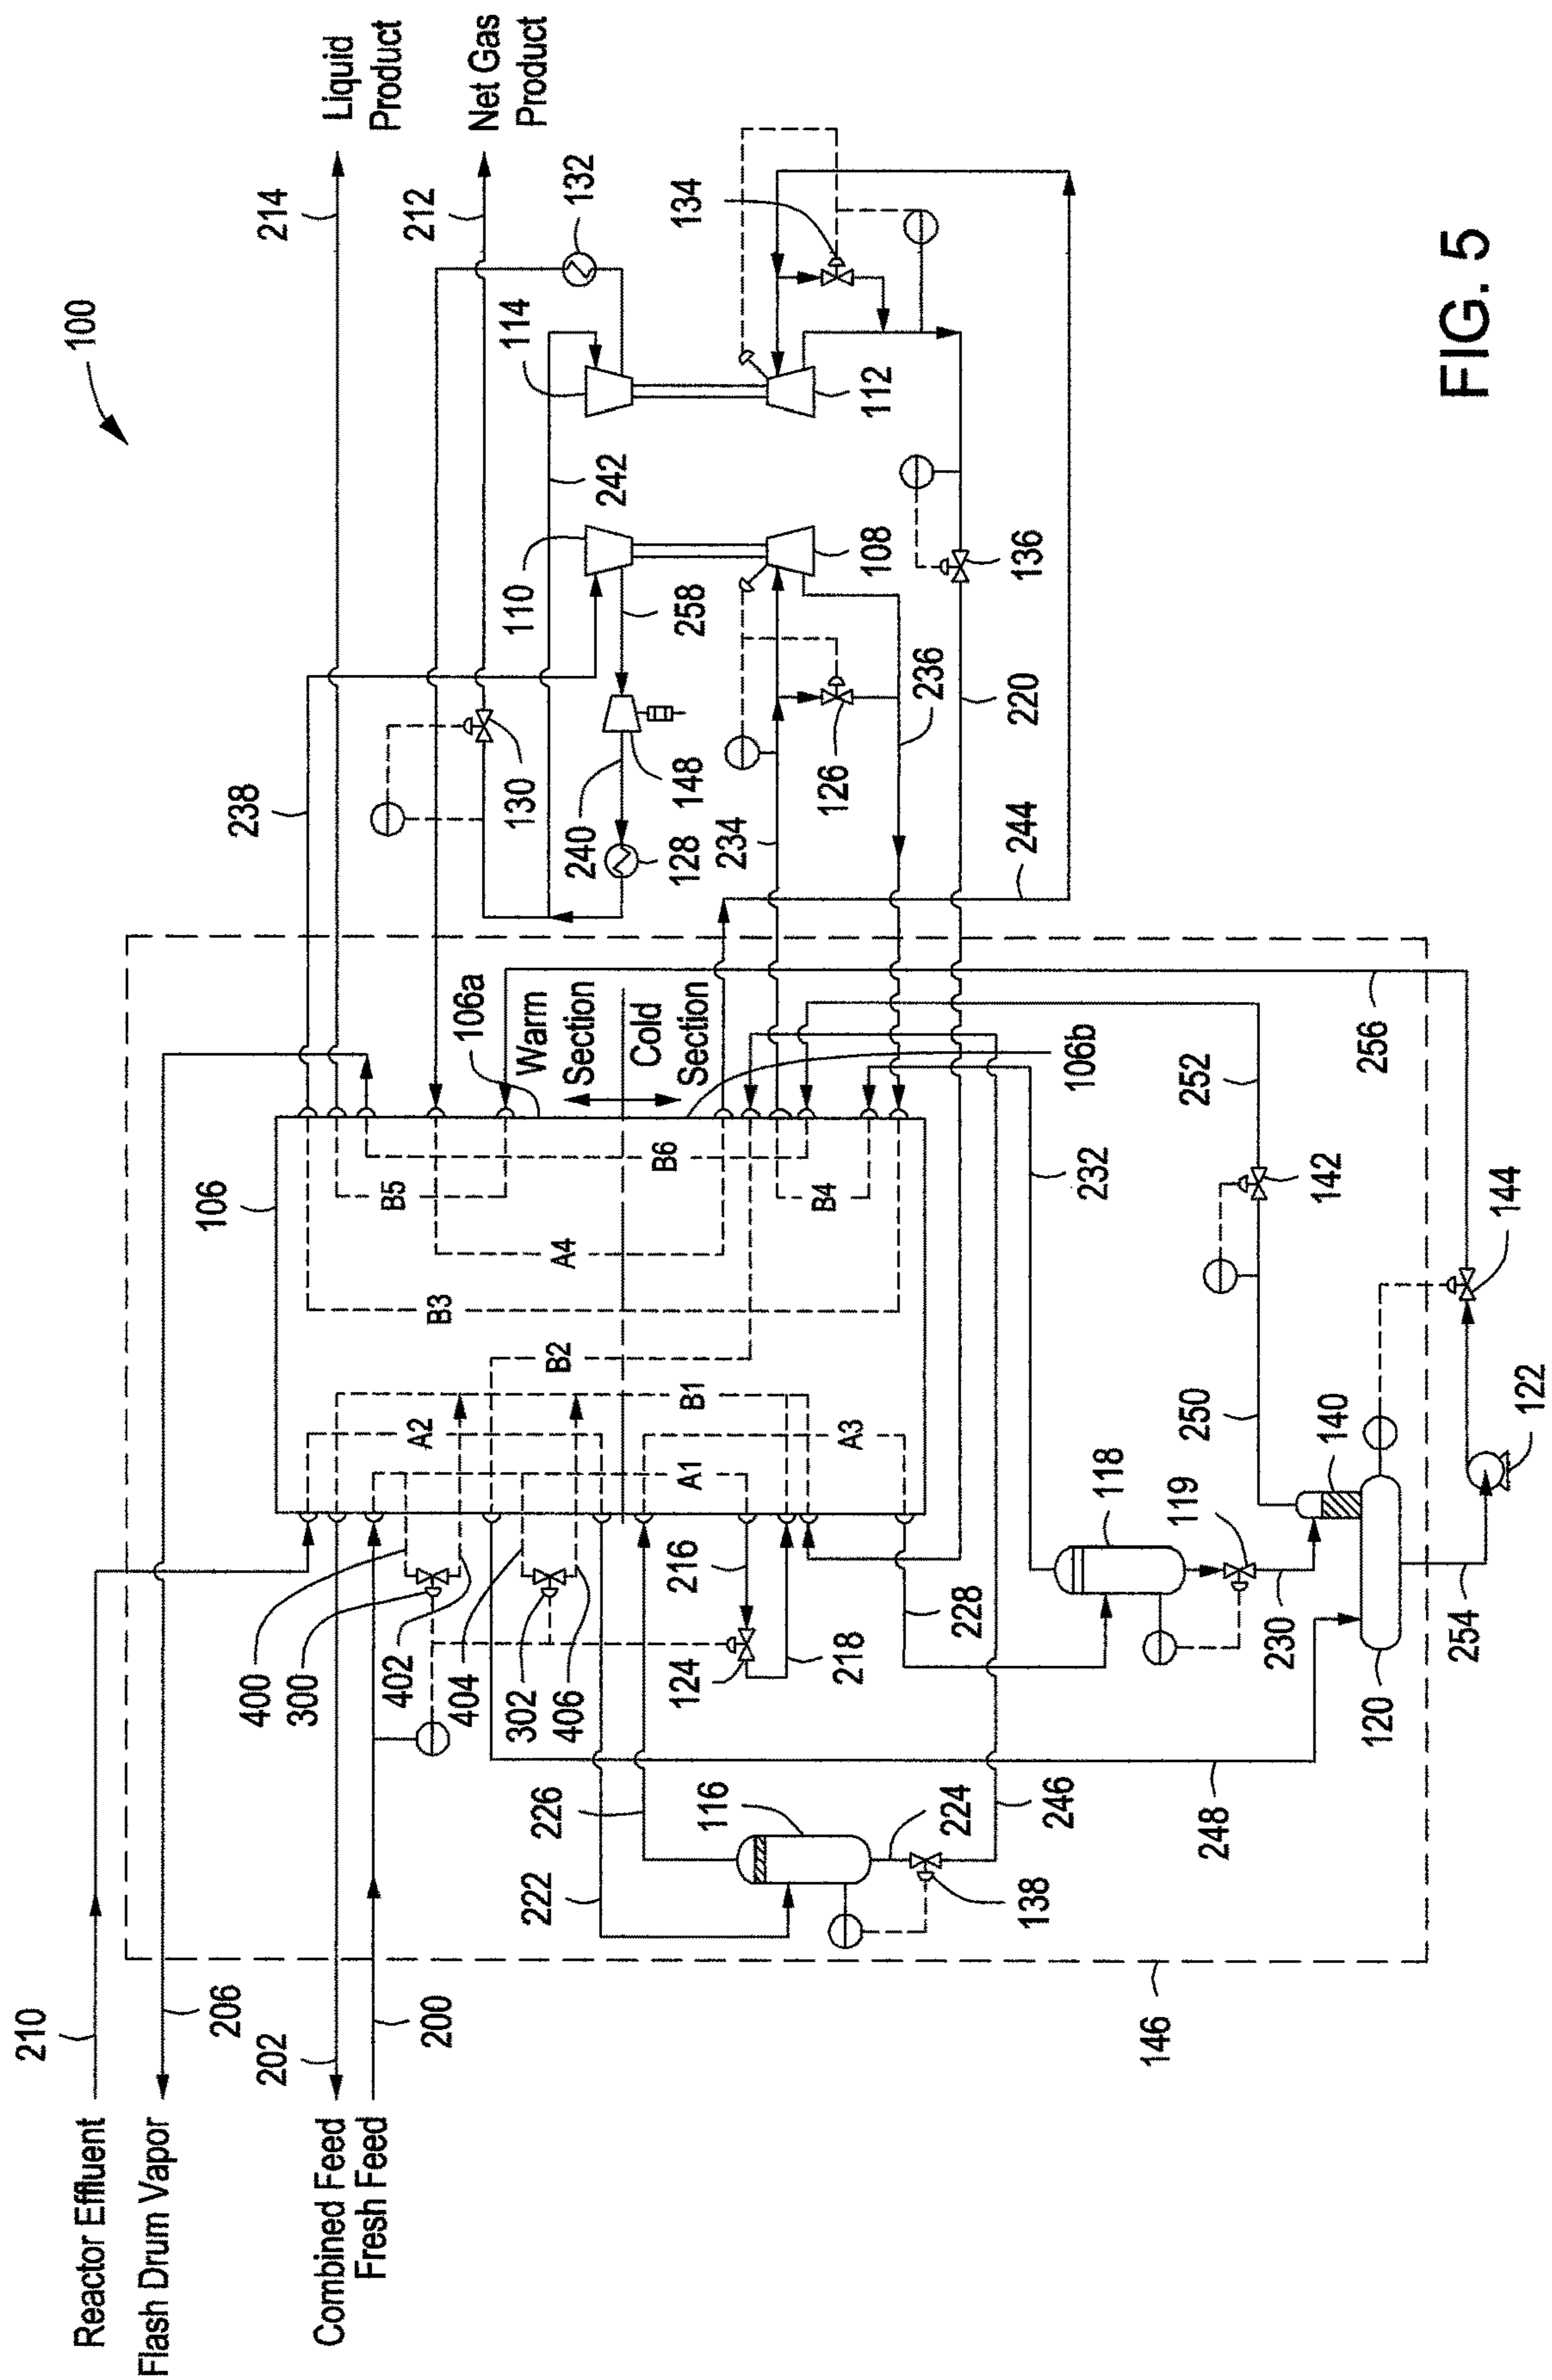 100
Reactor Effluent
210
Flash Drum Vapor
206
Combined Feed
202
Fresh Feed
200
238
214
Liquid
Product
212
Net Gas
Product
132
114
242
110
130
258
148
240
128
134
112
108
126
234
236
136
220
244
106
106a
Warm
Section
Cold
Section
106b
B5
B6
A4
B4
B3
B2
B1
A2
A1
A3
400
300
402
404
302
406
216
124
218
226
222
116
224
138
246
228
248
118
119
230
232
252
142
250
140
120
254
122
144
256
146
FIG. 5